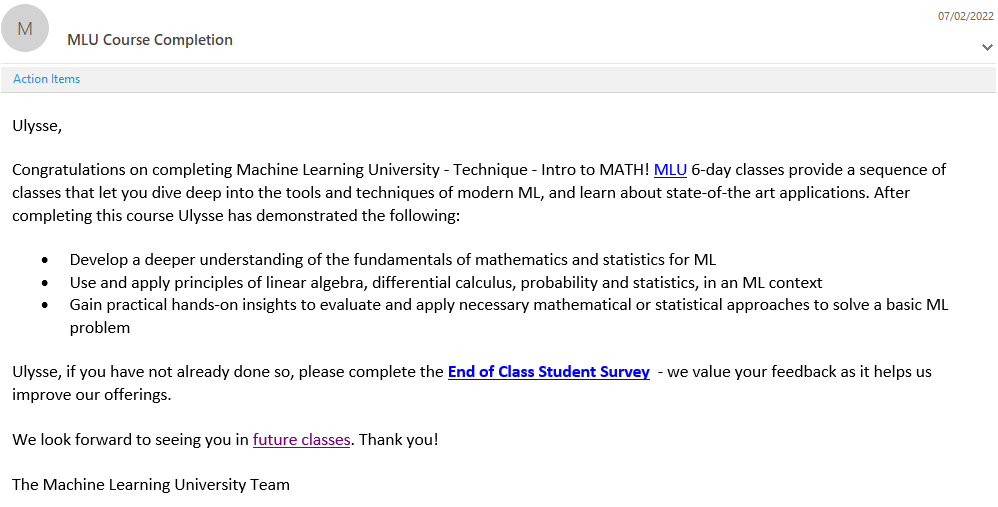 M
07/02/2022
MLU Course Completion
Action Items
Ulysse,
Congratulations on completing Machine Learning University - Technique - Intro to MATH! MLU 6-day classes provide a sequence of
classes that let you dive deep into the tools and techniques of modern ML, and learn about state-of-the art applications. After
completing this course Ulysse has demonstrated the following:
• Develop a deeper understanding of the fundamentals of mathematics and statistics for ML
• Use and apply principles of linear algebra, differential calculus, probability and statistics, in an ML context
• Gain practical hands-on insights to evaluate and apply necessary mathematical or statistical approaches to solve a basic ML
problem
Ulysse, if you have not already done so, please complete the End of Class Student Survey - we value your feedback as it helps us
improve our offerings.
We look forward to seeing you in future classes. Thank you!
The Machine Learning University Team